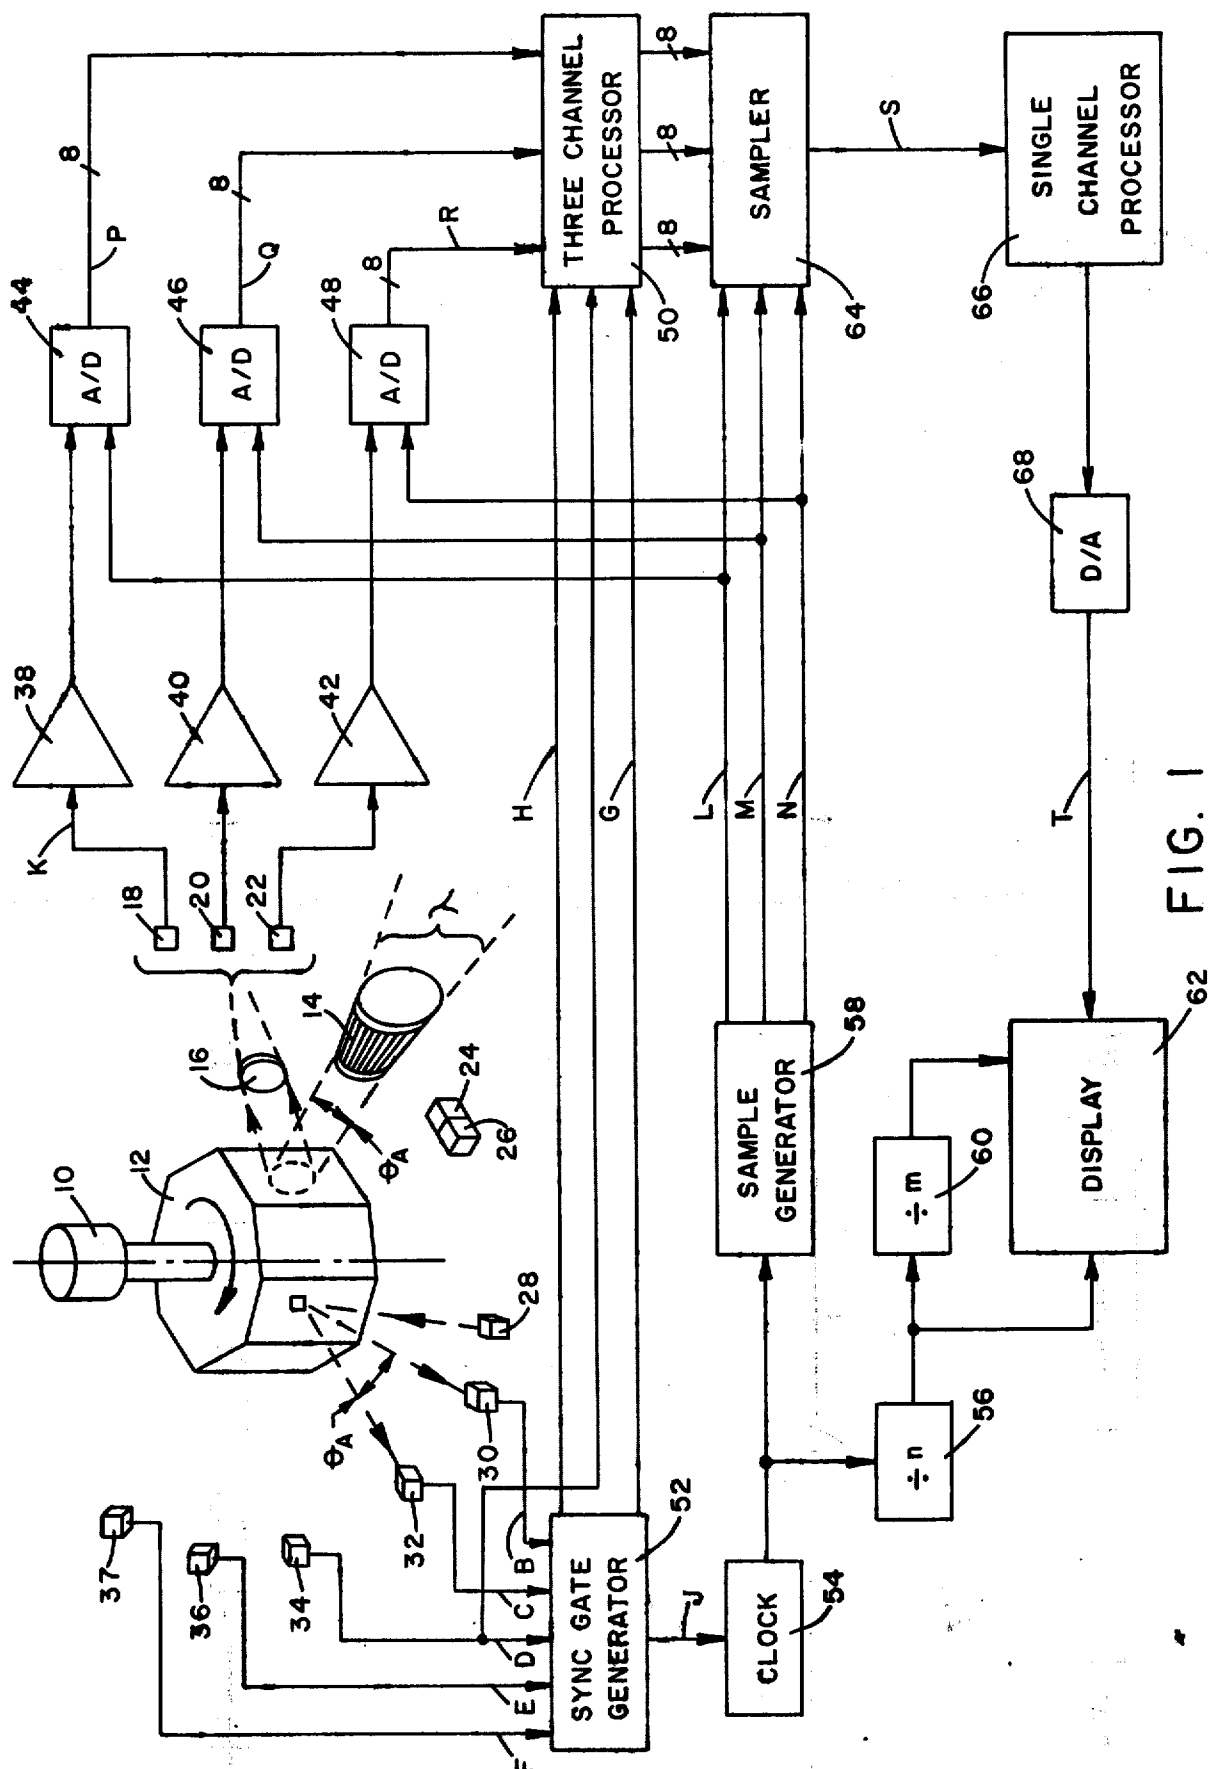 10
12
14
16
18
20
22
24
26
28
30
32
34
36
37
θA
θA
γ
K
38
40
42
44
A/D
46
A/D
48
A/D
P
8
Q
8
R
8
THREE CHANNEL
PROCESSOR
50
8
8
8
SAMPLER
64
S
SINGLE
CHANNEL
PROCESSOR
66
68
D/A
T
H
G
L
M
N
B
C
D
E
F
SYNC GATE
GENERATOR
52
J
CLOCK
54
÷n
56
SAMPLE
GENERATOR
58
÷m
60
DISPLAY
62
FIG. 1